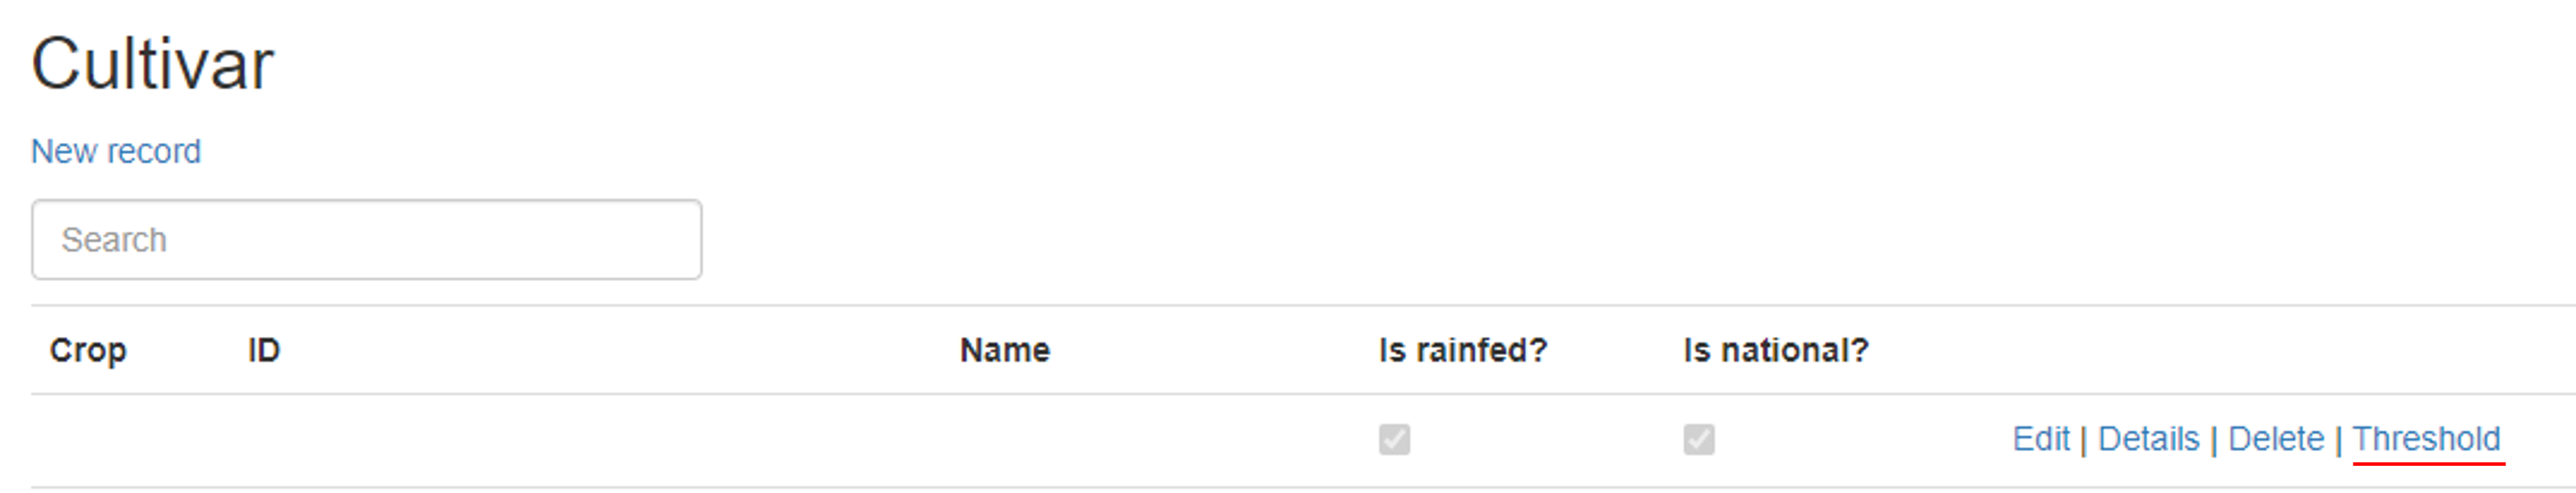 Cultivar
New record
Search
Crop ID Name Is rainfed? Is national?
Edit | Details | Delete | Threshold